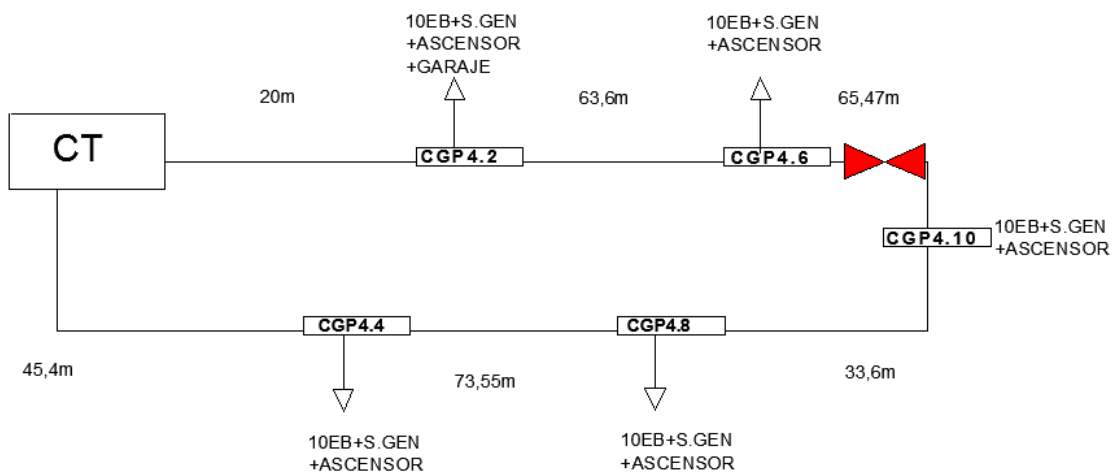 10EB+S.GEN
+ASCENSOR
+GARAJE
10EB+S.GEN
+ASCENSOR
20m
63,6m
65,47m
CT
CGP4.2
CGP4.6
CGP4.10
10EB+S.GEN
+ASCENSOR
CGP4.4
CGP4.8
45,4m
73,55m
33,6m
10EB+S.GEN
+ASCENSOR
10EB+S.GEN
+ASCENSOR